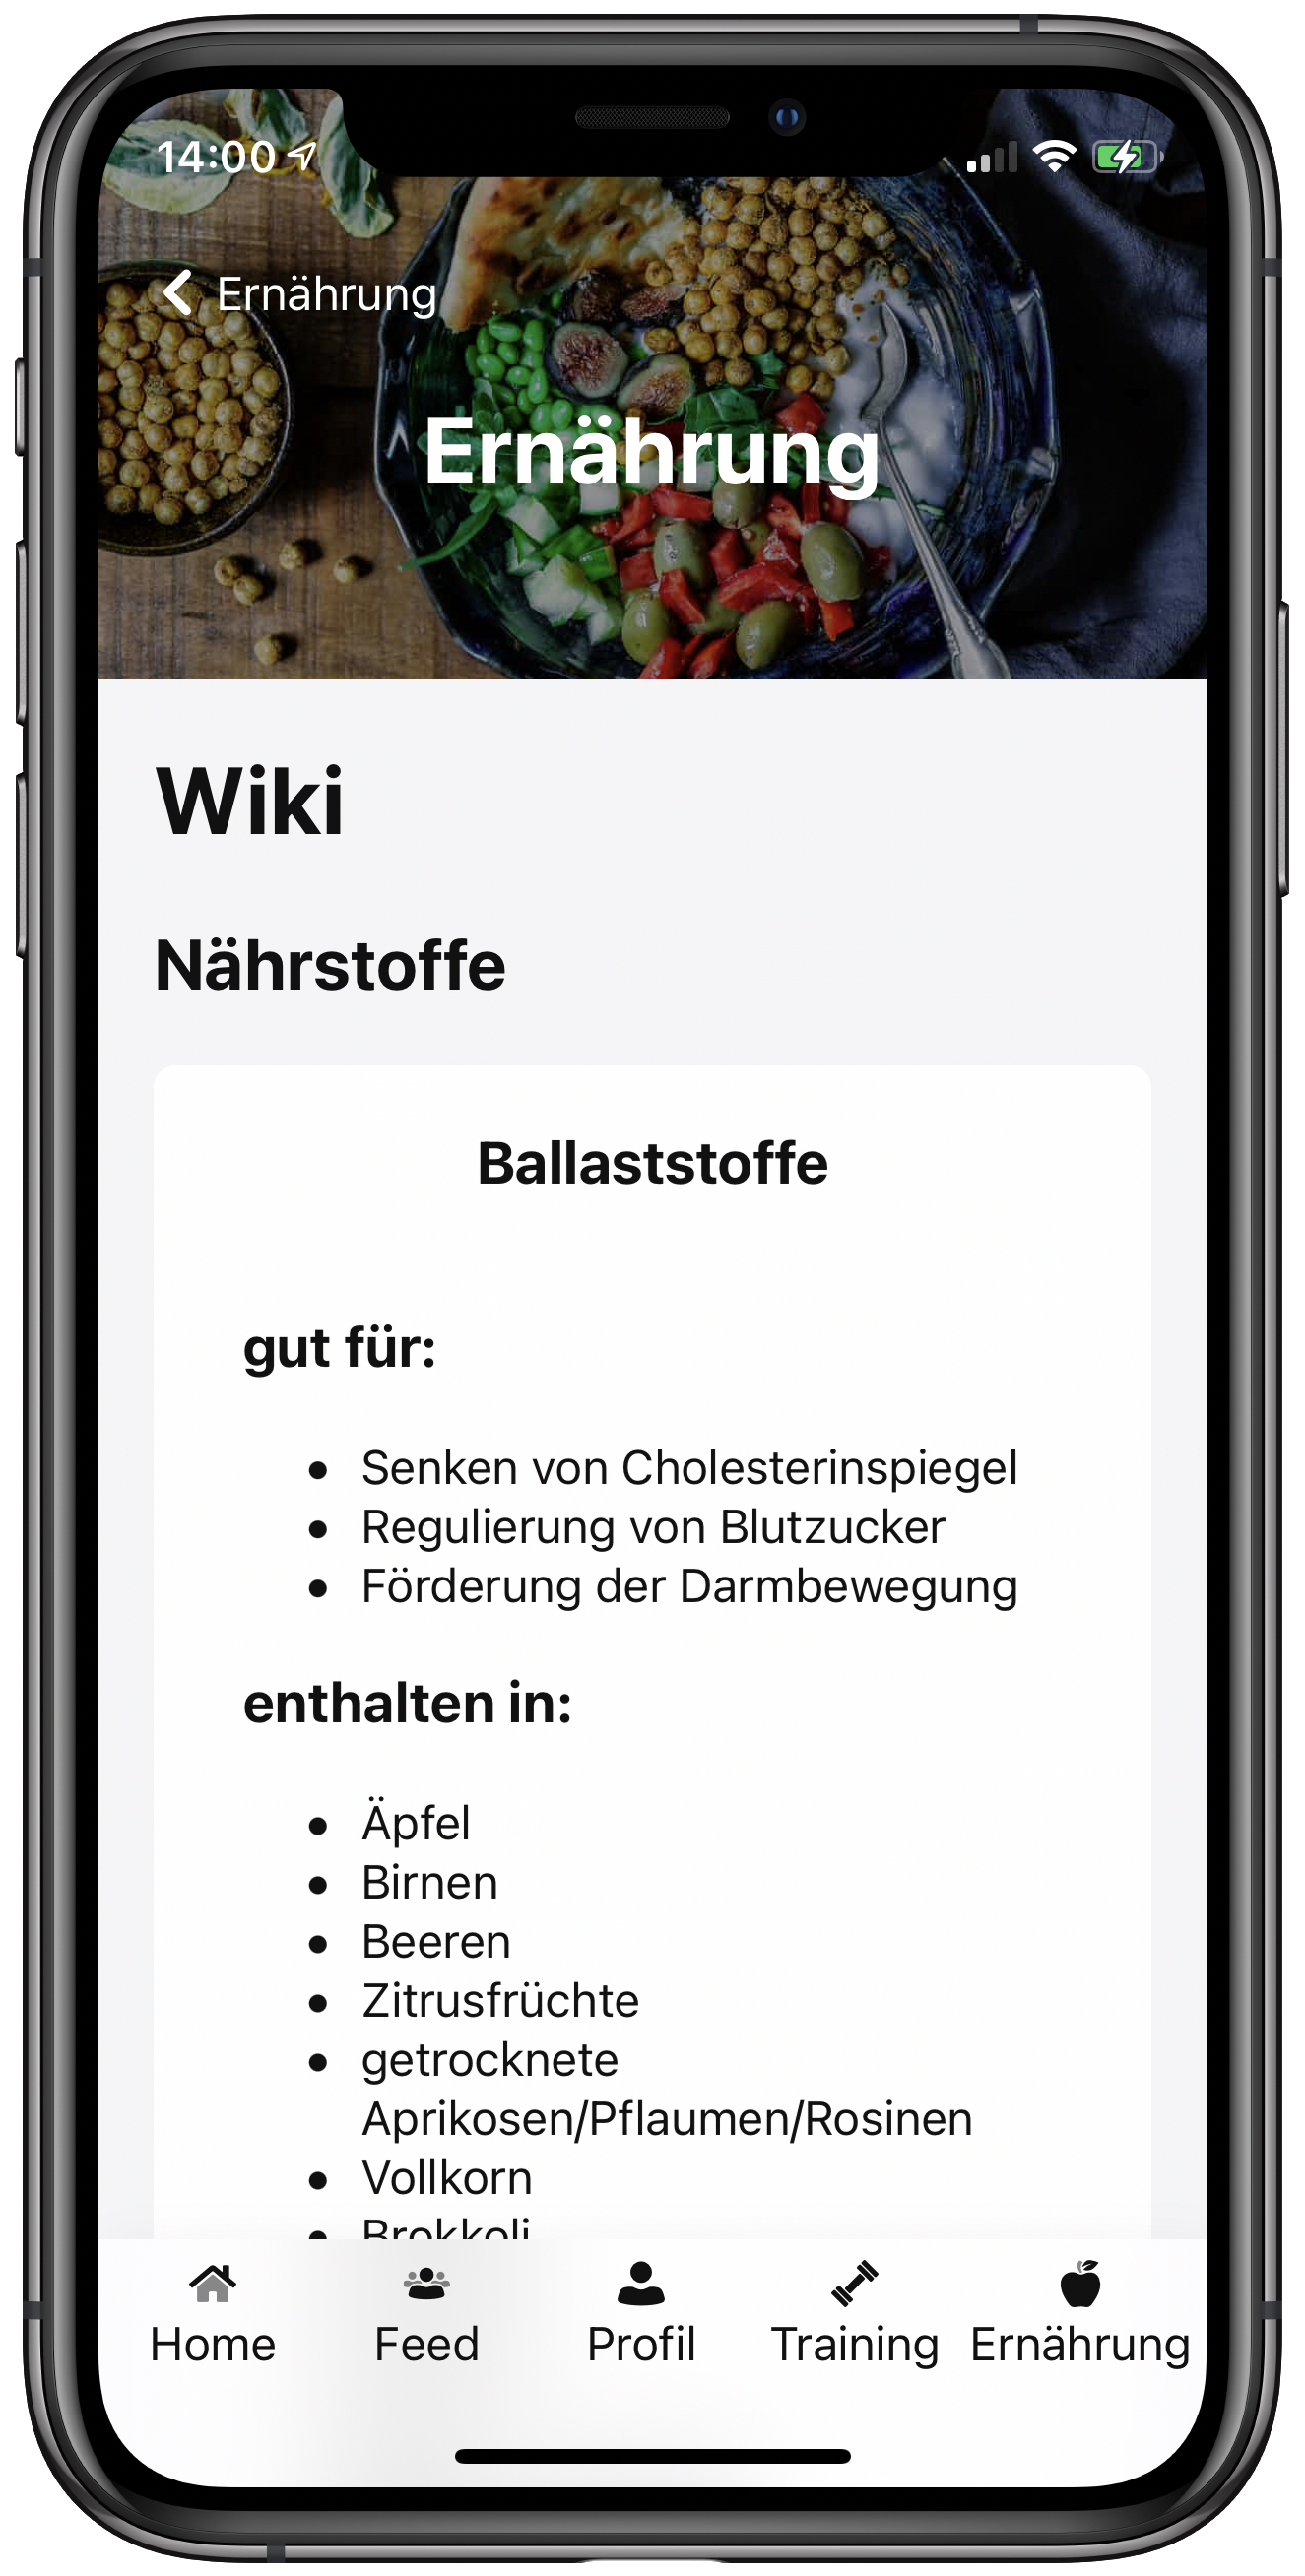 14:00
Ernährung
Ernährung
Wiki
Nährstoffe
Ballaststoffe
gut für:
• Senken von Cholesterinspiegel
• Regulierung von Blutzucker
• Förderung der Darmbewegung
enthalten in:
• Äpfel
• Birnen
• Beeren
• Zitrusfrüchte
• getrocknete
Aprikosen/Pflaumen/Rosinen
• Vollkorn
• Brokkoli
Home Feed Profil Training Ernährung